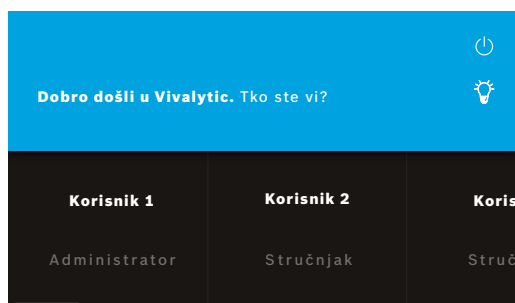 Dobro došli u Vivalytic. Tko ste vi?
Korisnik 1
Korisnik 2
Administrator
Stručnjak